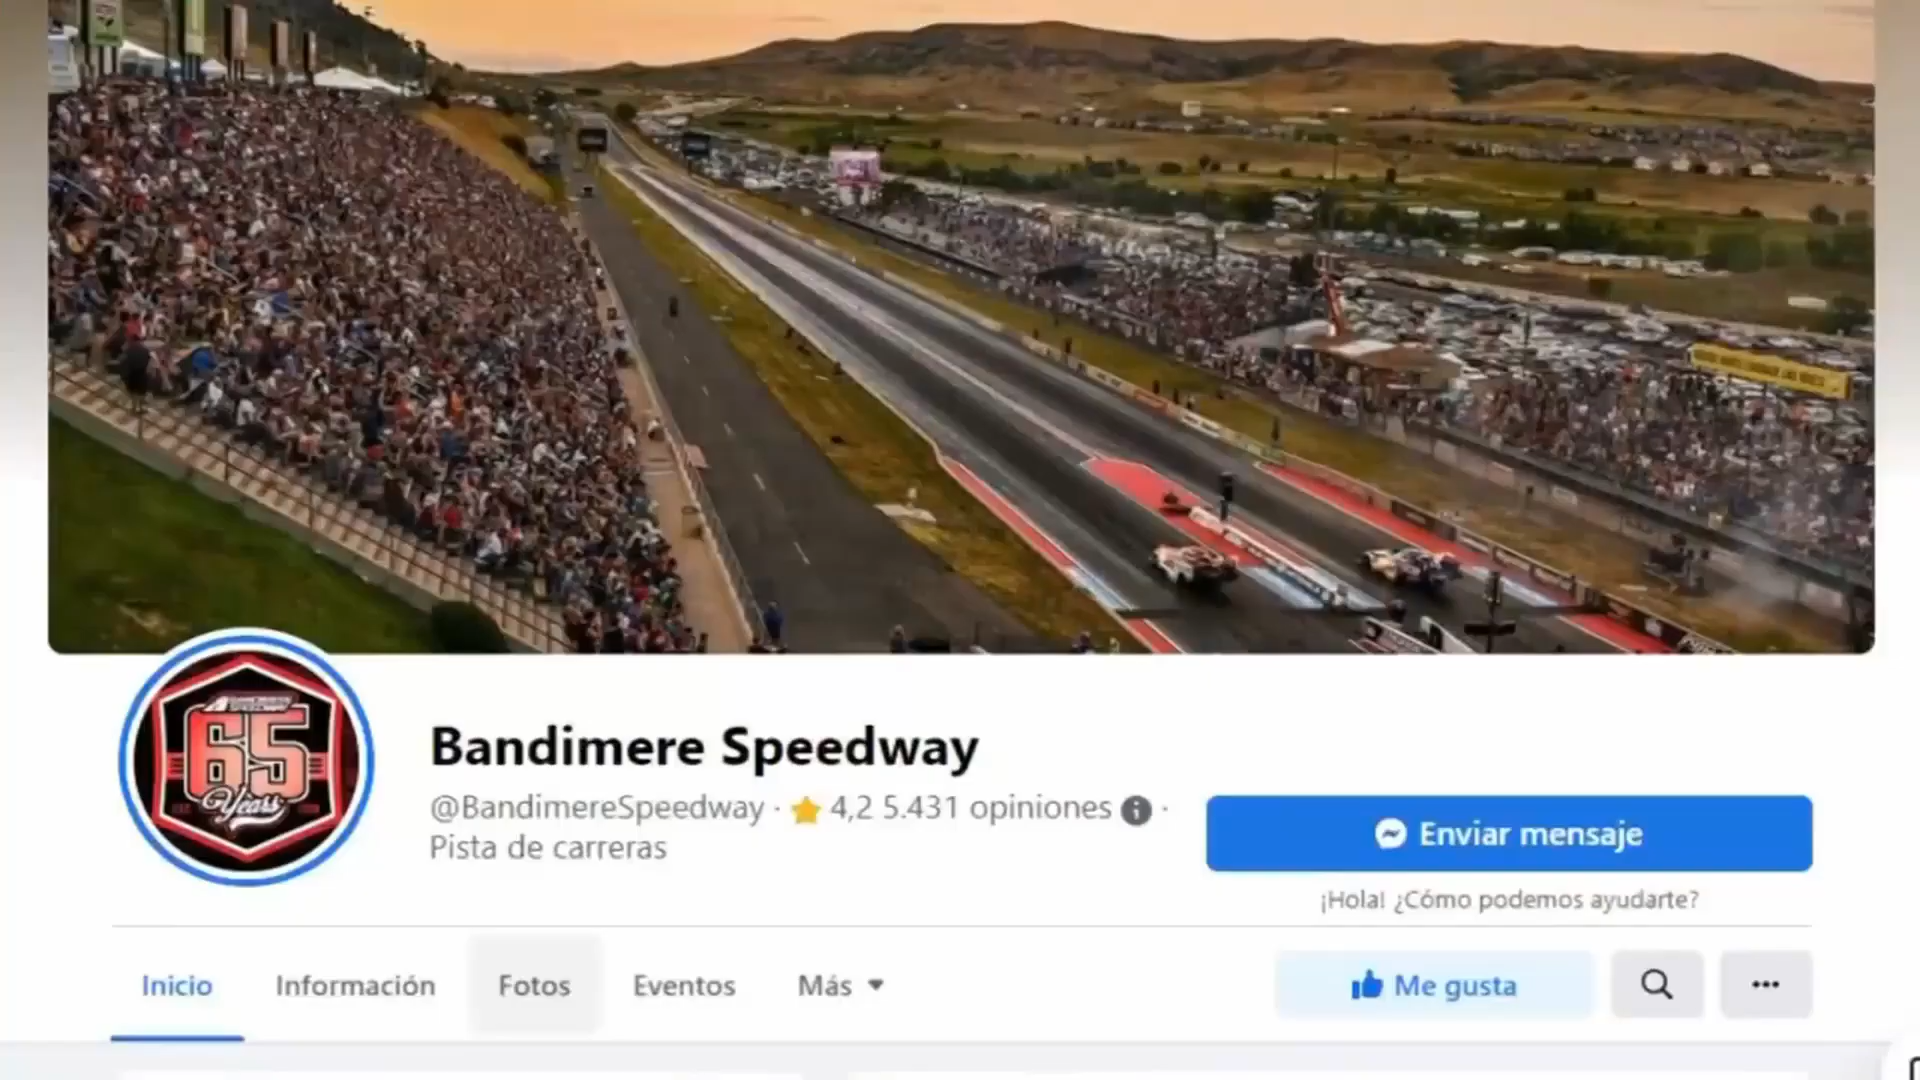 65
Years
Bandimere Speedway
@BandimereSpeedway · 4,2 5.431 opiniones ·
Pista de carreras
Enviar mensaje
¡Hola! ¿Cómo podemos ayudarte?
Inicio
Información
Fotos
Eventos
Más
Me gusta